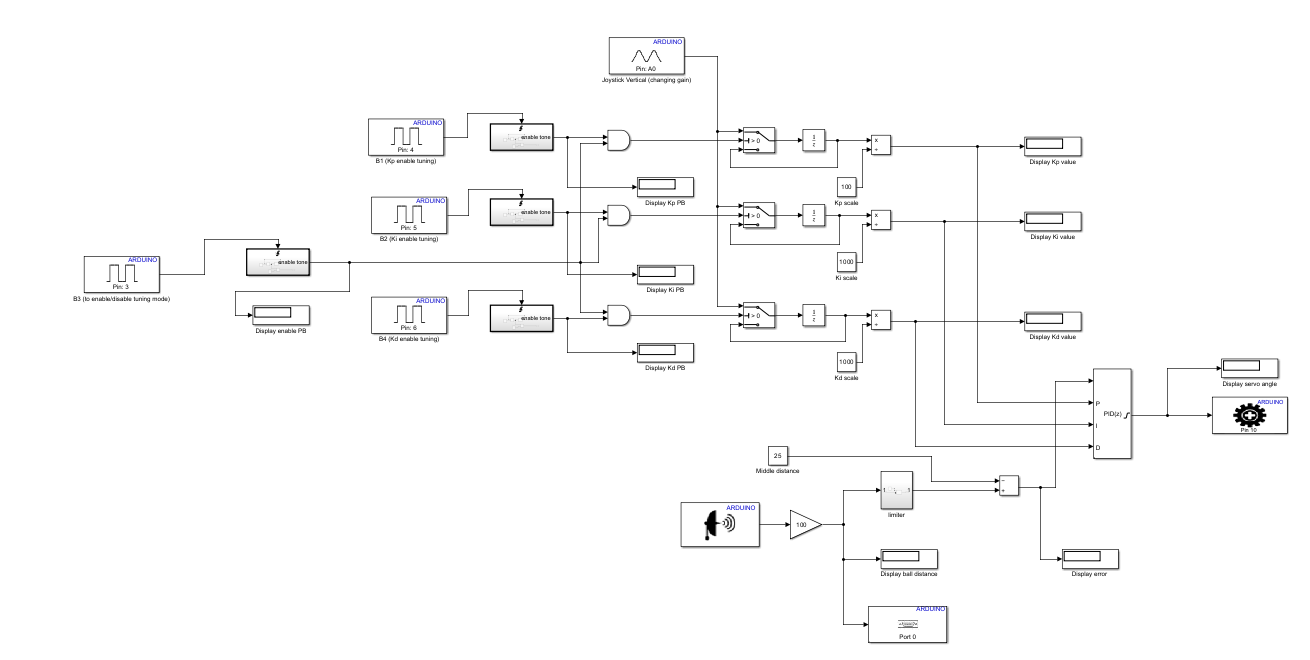 ARDUINO
Pin: A0
Joystick Vertical (changing gain)
ARDUINO
Pin: 4
B1 (Kp enable tuning)
enable tone
> 0
1
z
x
÷
Display Kp value
Display Kp PB
100
Kp scale
ARDUINO
Pin: 5
B2 (Ki enable tuning)
enable tone
> 0
1
z
x
÷
Display Ki value
Display Ki PB
1000
Ki scale
ARDUINO
Pin: 3
B3 (to enable/disable tuning mode)
enable tone
Display enable PB
ARDUINO
Pin: 6
B4 (Kd enable tuning)
enable tone
> 0
1
z
x
÷
Display Kd value
Display Kd PB
1000
Kd scale
Display servo angle
PID(z)
P
I
D
ARDUINO
Pin 10
25
Middle distance
−
+
1
1
limiter
ARDUINO
100
Display ball distance
Display error
ARDUINO
Port 0